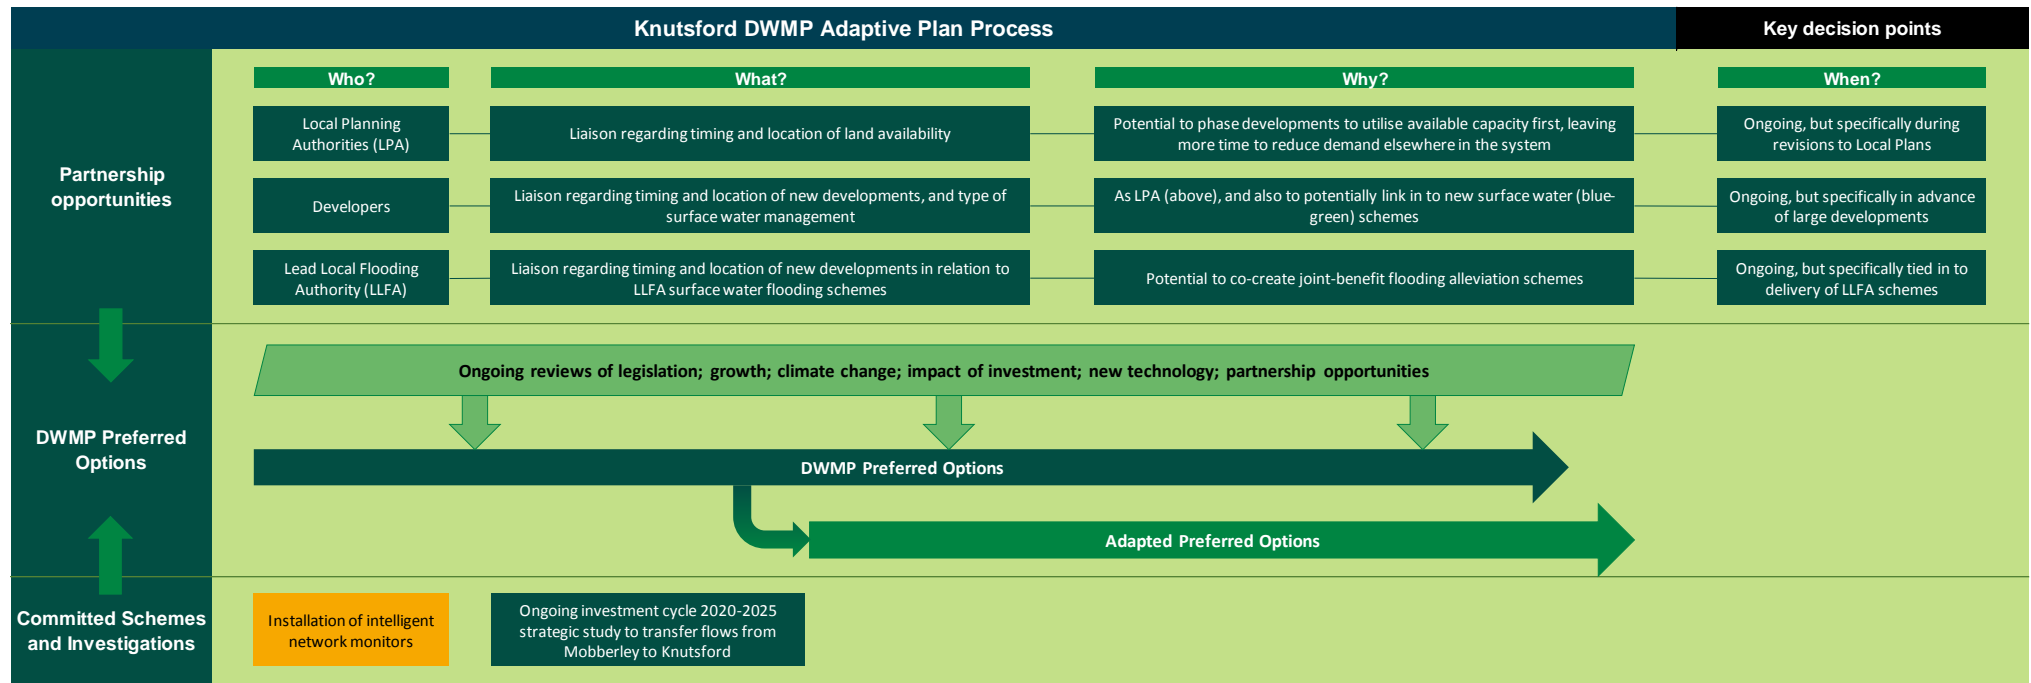 Knutsford DWMP Adaptive Plan Process
Key decision points
Who?
What?
Why?
When?
Partnership
opportunities
Local Planning
Authorities (LPA)
Liaison regarding timing and location of land availability
Potential to phase developments to utilise available capacity first, leaving
more time to reduce demand elsewhere in the system
Ongoing, but specifically during
revisions to Local Plans
Developers
Liaison regarding timing and location of new developments, and type of
surface water management
As LPA (above), and also to potentially link in to new surface water (blue-
green) schemes
Ongoing, but specifically in advance
of large developments
Lead Local Flooding
Authority (LLFA)
Liaison regarding timing and location of new developments in relation to
LLFA surface water flooding schemes
Potential to co-create joint-benefit flooding alleviation schemes
Ongoing, but specifically tied in to
delivery of LLFA schemes
DWMP Preferred
Options
Ongoing reviews of legislation; growth; climate change; impact of investment; new technology; partnership opportunities
DWMP Preferred Options
Adapted Preferred Options
Committed Schemes
and Investigations
Installation of intelligent
network monitors
Ongoing investment cycle 2020-2025
strategic study to transfer flows from
Mobberley to Knutsford